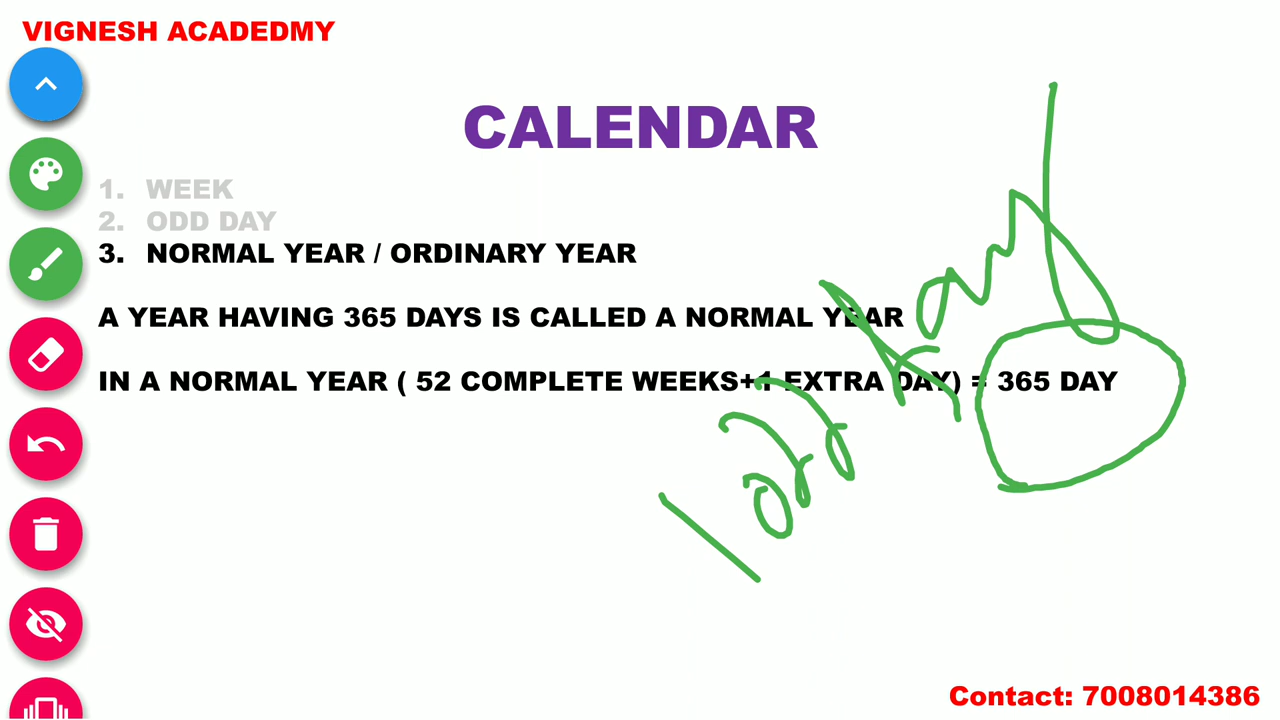 VIGNESH ACADEDMY
CALENDAR
1. WEEK
2. ODD DAY
3. NORMAL YEAR / ORDINARY YEAR
A YEAR HAVING 365 DAYS IS CALLED A NORMAL YEAR
IN A NORMAL YEAR ( 52 COMPLETE WEEKS+1 EXTRA DAY) = 365 DAY
Contact: 7008014386